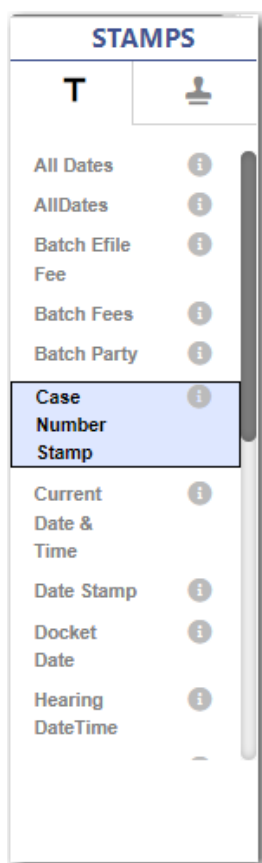 STAMPS
T
All Dates
AllDates
Batch Efile
Fee
Batch Fees
Batch Party
Case
Number
Stamp
Current
Date &
Time
Date Stamp
Docket
Date
Hearing
DateTime